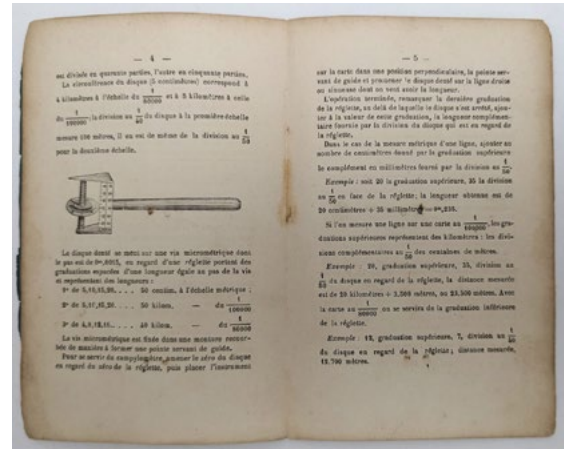 — 4 —
est divisée en quarante parties, l'autre en cinquante parties.
La circonférence du disque (5 centimètres) correspond à
4 kilomètres à l'échelle du 1/80000 et à 5 kilomètres à celle
du 1/100000; la division au 1/40 du disque à la première échelle
mesure 100 mètres, il en est de même de la division au 1/50
pour la deuxième échelle.
Le disque denté se meut sur une vis micrométrique dont
le pas est de 0m,0015, en regard d'une réglette portant des
graduations espacées d'une longueur égale au pas de la vis
et représentant des longueurs :
1° de 5,10,15,20.... 50 centim. à l'échelle métrique ;
2° de 5,10,15,20.... 50 kilom. — du 1/100000
3° de 4,8,12,16.... 40 kilom. — du 1/80000
La vis micrométrique est fixée dans une monture recour-
bée de manière à former une pointe servant de guide.
Pour se servir du campylomètre, amener le zéro du disque
en regard du zéro de la réglette, puis placer l'instrument
— 5 —
sur la carte dans une position perpendiculaire, la pointe ser-
vant de guide et promener le disque denté sur la ligne droite
ou sinueuse dont on veut avoir la longueur.
L'opération terminée, remarquer la dernière graduation
de la réglette, au delà de laquelle le disque s'est arrêté, ajou-
ter à la valeur de cette graduation, la longueur complémen-
taire fournie par la division du disque qui est en regard de
la réglette.
Dans le cas de la mesure métrique d'une ligne, ajouter au
nombre de centimètres donné par la graduation supérieure
le complément en millimètres fourni par la division au 1/50.
Exemple : soit 20 la graduation supérieure, 35 la division
au 1/50 en face de la réglette; la longueur obtenue est de
20 centimètres + 35 millimètres = 0m,235.
Si l'on mesure une ligne sur une carte au 1/100000, les gra-
duations supérieures représentent des kilomètres : les divi-
sions complémentaires au 1/50 des centaines de mètres.
Exemple : 20, graduation supérieure, 35, division au
1/50 du disque en regard de la réglette, la distance mesurée
est de 20 kilomètres + 3,500 mètres, ou 23,500 mètres. Avec
la carte au 1/80000 on se servira de la graduation inférieure
de la réglette.
Exemple : 12, graduation supérieure, 7, division au 1/40
du disque en regard de la réglette; distance mesurée,
12.700 mètres.